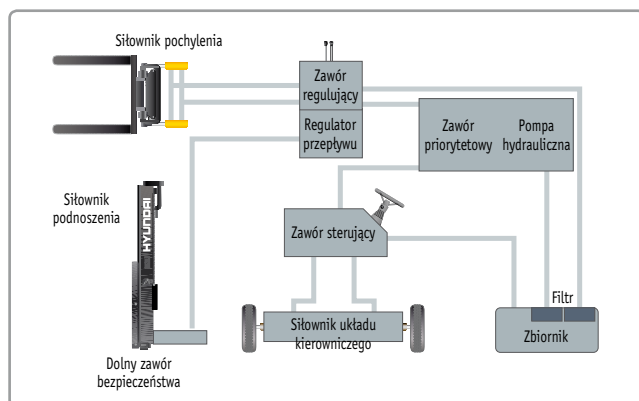 Siłownik pochylenia
Zawór
regulujący
Regulator
przepływu
Zawór
priorytetowy
Pompa
hydrauliczna
Siłownik
podnoszenia
HYUNDAI
Zawór sterujący
Filtr
Siłownik układu
kierowniczego
Zbiornik
Dolny zawór
bezpieczeństwa